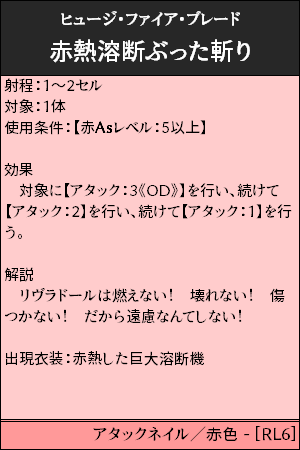 ヒュージ・ファイア・ブレード
赤熱溶断ぶった斬り
射程：1～2セル
対象：1体
使用条件：【赤Asレベル：5以上】
効果
　対象に【アタック：3《OD》】を行い、続けて
【アタック：2】を行い、続けて【アタック：1】を行
う。
解説
　リヴラドールは燃えない！　壊れない！　傷
つかない！　だから遠慮なんてしない！
出現衣装：赤熱した巨大溶断機
アタックネイル／赤色 - [RL6]